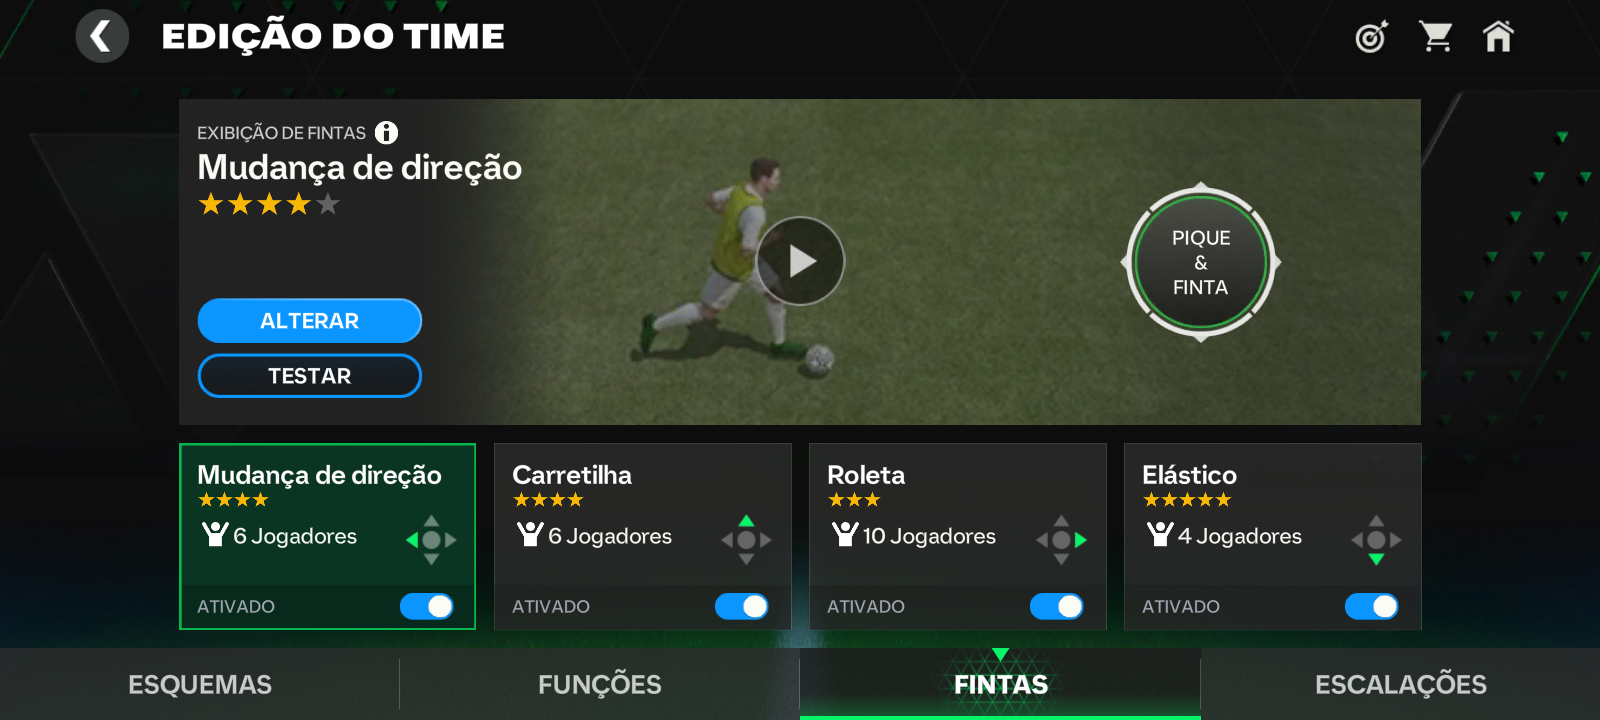 EDIÇÃO DO TIME
EXIBIÇÃO DE FINTAS
Mudança de direção
PIQUE
&
FINTA
ALTERAR
TESTAR
Mudança de direção
6 Jogadores
ATIVADO
Carretilha
6 Jogadores
ATIVADO
Roleta
10 Jogadores
ATIVADO
Elástico
4 Jogadores
ATIVADO
ESQUEMAS
FUNÇÕES
FINTAS
ESCALAÇÕES